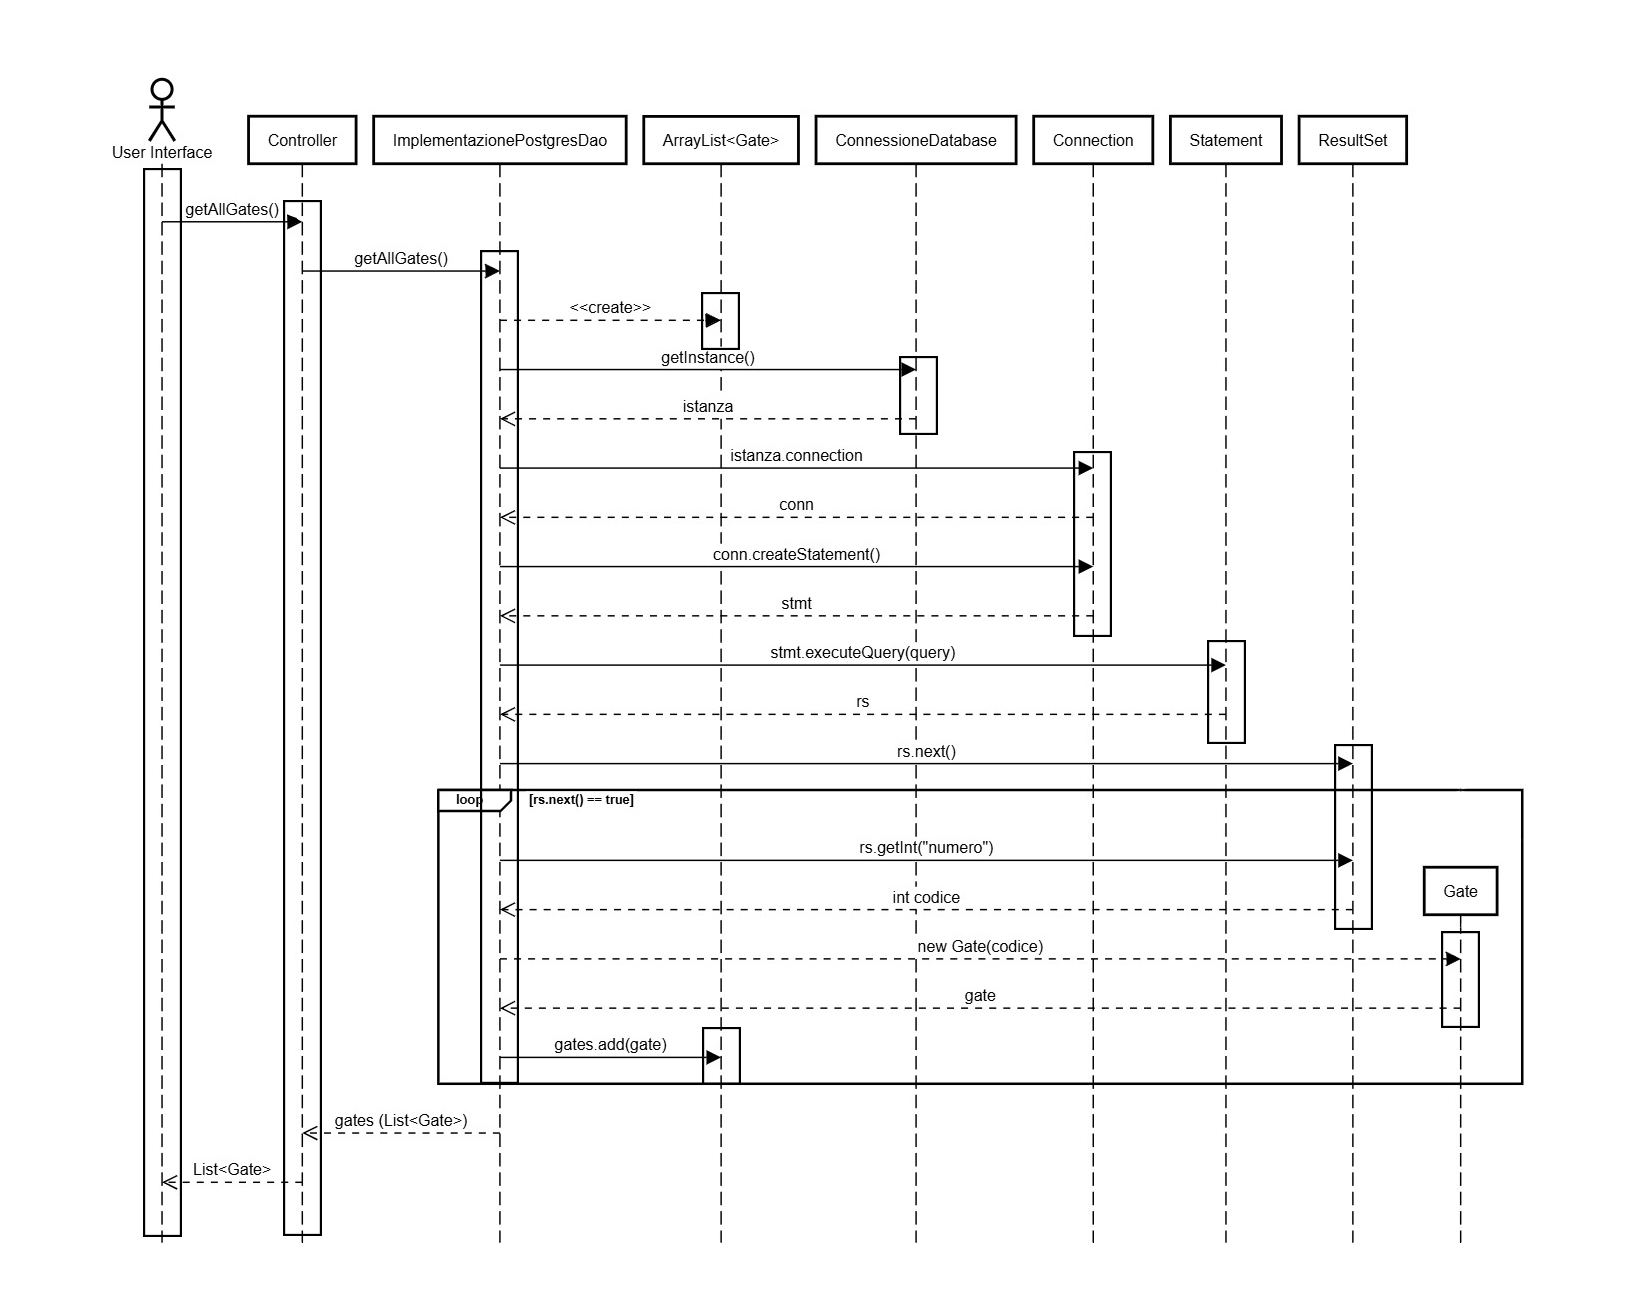 User Interface
Controller
ImplementazionePostgresDao
ArrayList<Gate>
ConnessioneDatabase
Connection
Statement
ResultSet
getAllGates()
getAllGates()
<<create>>
getInstance()
istanza
istanza.connection
conn
conn.createStatement()
stmt
stmt.executeQuery(query)
rs
rs.next()
loop
[rs.next() == true]
rs.getInt("numero")
Gate
int codice
new Gate(codice)
gate
gates.add(gate)
gates (List<Gate>)
List<Gate>